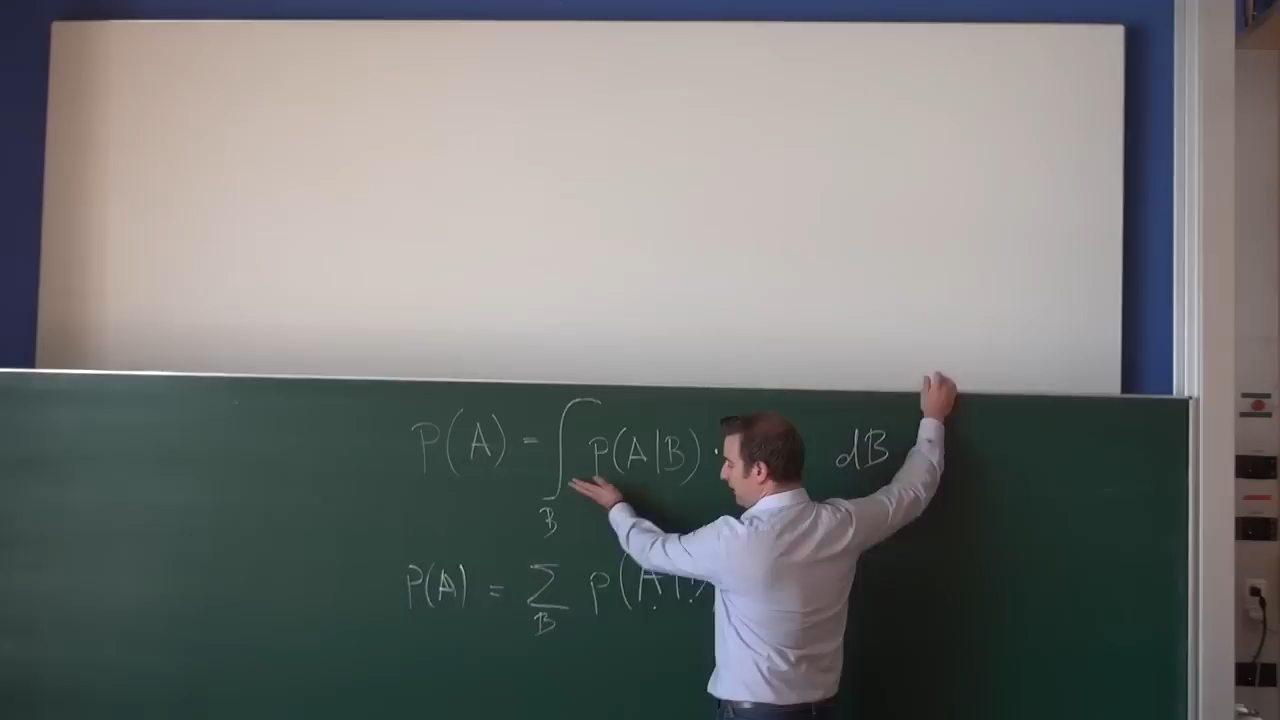 P(A) = ∫ P(A|B) · dB
B
P(A) = ∑ P(A|
B